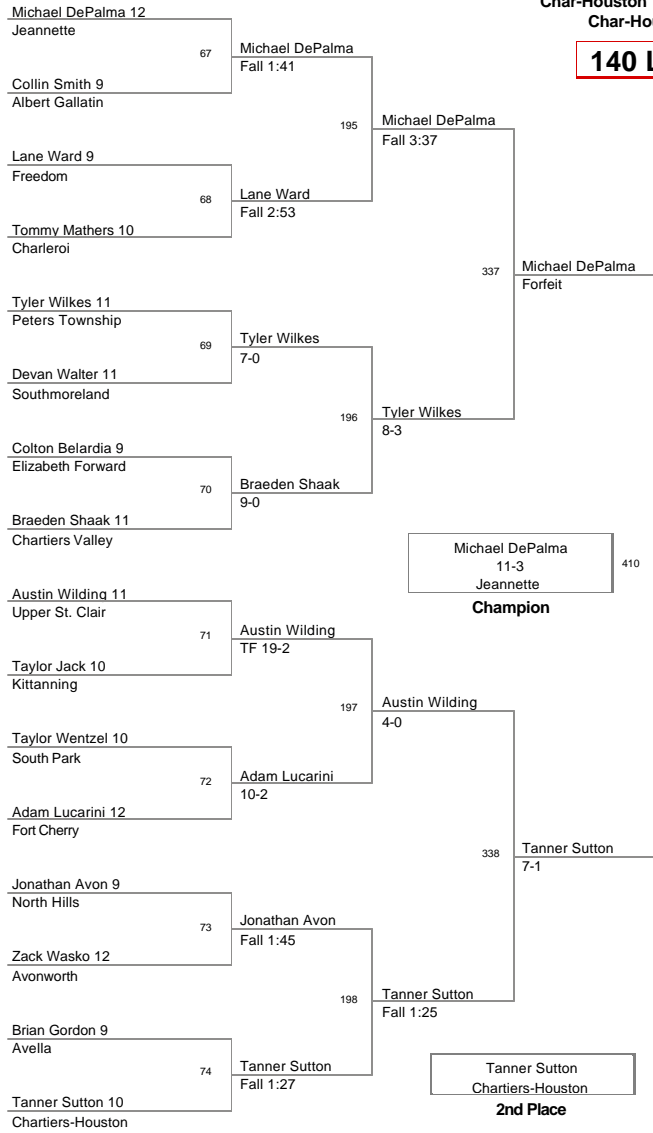 Char-Houston
Char-Hou
140 L
Michael DePalma 12
Jeannette
67
Collin Smith 9
Albert Gallatin
Michael DePalma
Fall 1:41
195
Lane Ward 9
Freedom
68
Tommy Mathers 10
Charleroi
Lane Ward
Fall 2:53
Michael DePalma
Fall 3:37
337
Tyler Wilkes 11
Peters Township
69
Devan Walter 11
Southmoreland
Tyler Wilkes
7-0
196
Colton Belardia 9
Elizabeth Forward
70
Braeden Shaak 11
Chartiers Valley
Braeden Shaak
9-0
Tyler Wilkes
8-3
Michael DePalma
Forfeit
Michael DePalma
11-3
Jeannette
410
Champion
Austin Wilding 11
Upper St. Clair
71
Taylor Jack 10
Kittanning
Austin Wilding
TF 19-2
197
Taylor Wentzel 10
South Park
72
Adam Lucarini 12
Fort Cherry
Adam Lucarini
10-2
Austin Wilding
4-0
338
Jonathan Avon 9
North Hills
73
Zack Wasko 12
Avonworth
Jonathan Avon
Fall 1:45
198
Brian Gordon 9
Avella
74
Tanner Sutton 10
Chartiers-Houston
Tanner Sutton
Fall 1:27
Tanner Sutton
Fall 1:25
Tanner Sutton
7-1
Tanner Sutton
Chartiers-Houston
2nd Place